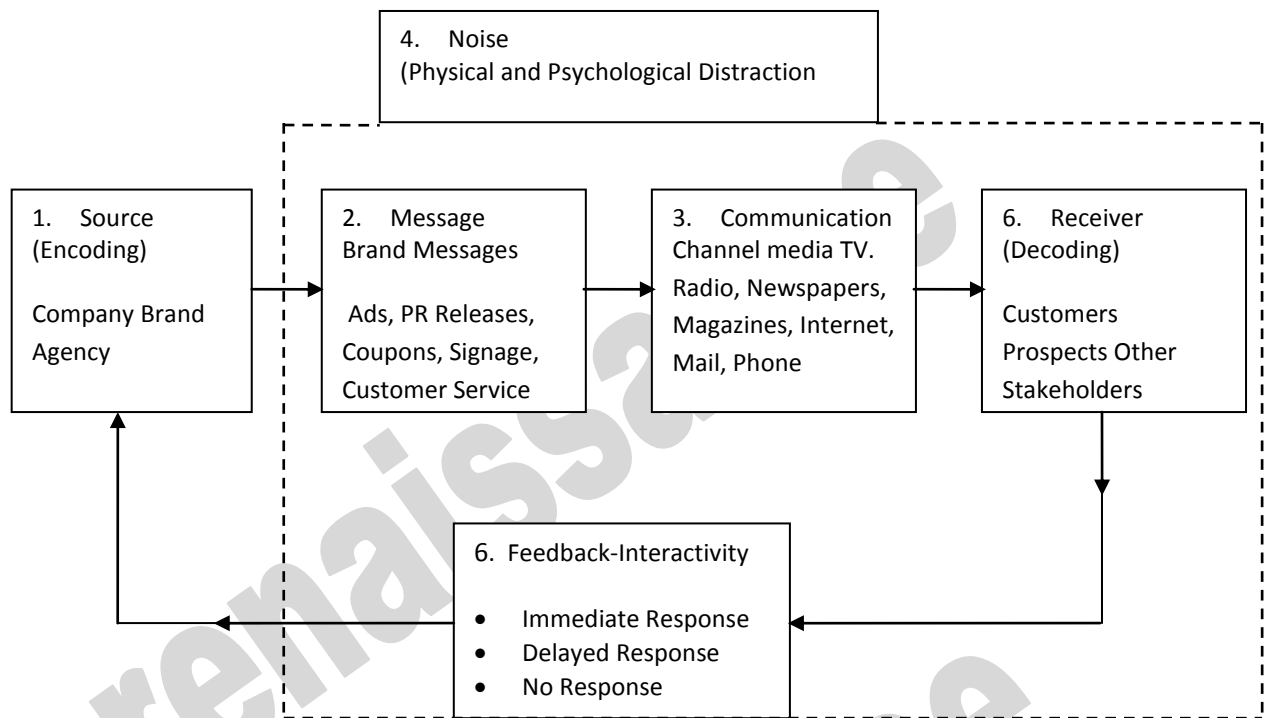 4. Noise
(Physical and Psychological Distraction
1. Source
(Encoding)
Company Brand
Agency
2. Message
Brand Messages
Ads, PR Releases,
Coupons, Signage,
Customer Service
3. Communication
Channel media TV.
Radio, Newspapers,
Magazines, Internet,
Mail, Phone
6. Receiver
(Decoding)
Customers
Prospects Other
Stakeholders
6. Feedback-Interactivity
• Immediate Response
• Delayed Response
• No Response
renaissance